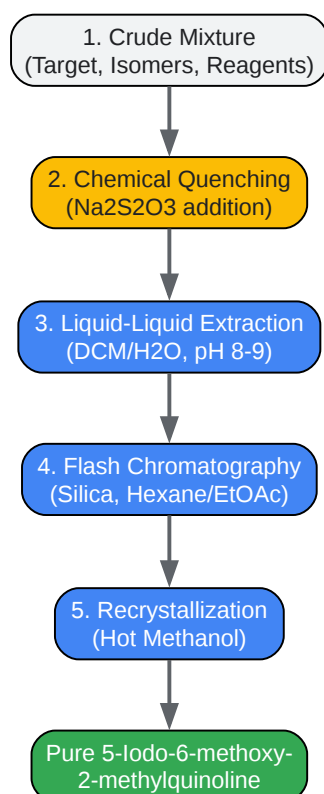 1. Crude Mixture
(Target, Isomers, Reagents)
2. Chemical Quenching
(Na2S2O3 addition)
3. Liquid-Liquid Extraction
(DCM/H2O, pH 8-9)
4. Flash Chromatography
(Silica, Hexane/EtOAc)
5. Recrystallization
(Hot Methanol)
Pure 5-Iodo-6-methoxy-
2-methylquinoline